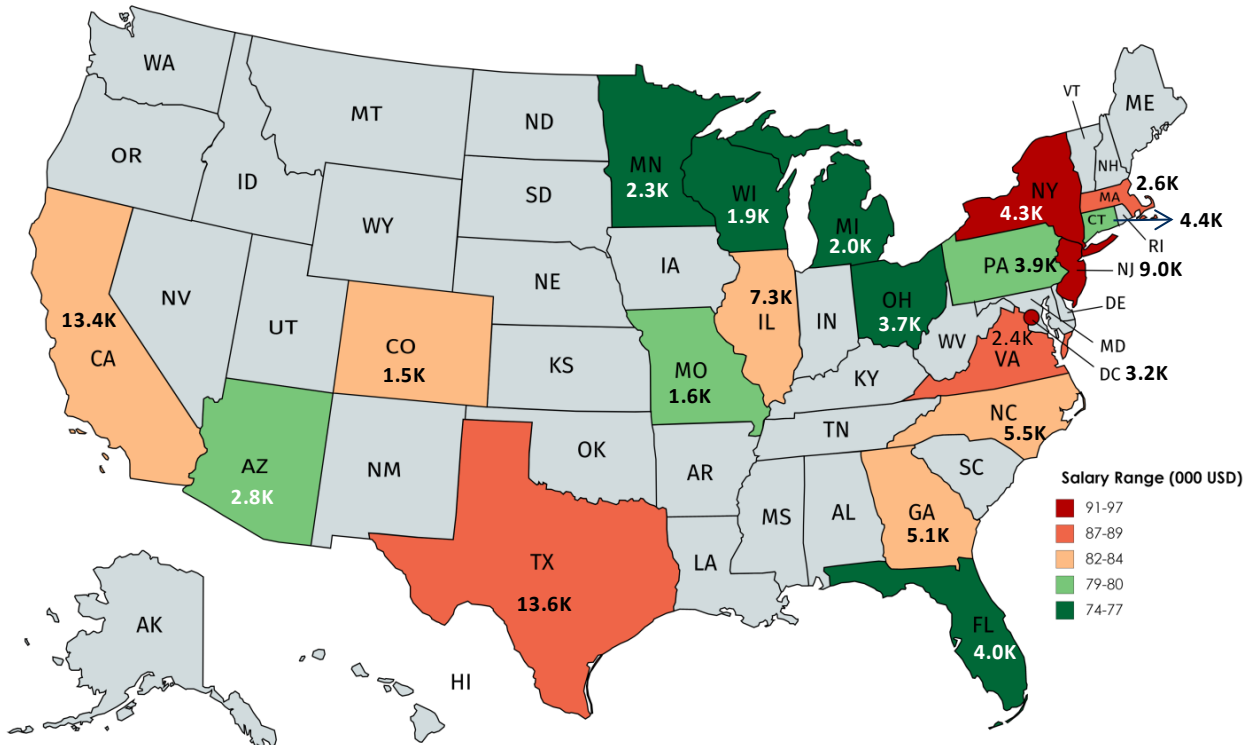 WA
MT
ND
MN
2.3K
OR
ID
SD
WI
1.9K
MI
2.0K
VT
ME
NH
NY
4.3K
MA
2.6K
CT
4.4K
RI
WY
IA
NE
PA 3.9K
NJ 9.0K
DE
MD
DC 3.2K
NV
UT
13.4K
CA
CO
1.5K
KS
MO
1.6K
7.3K
IL
IN
OH
3.7K
WV
2.4K
VA
KY
NC
5.5K
TN
AZ
2.8K
NM
OK
AR
SC
MS
AL
GA
5.1K
TX
13.6K
LA
FL
4.0K
AK
HI
Salary Range (000 USD)
91-97
87-89
82-84
79-80
74-77